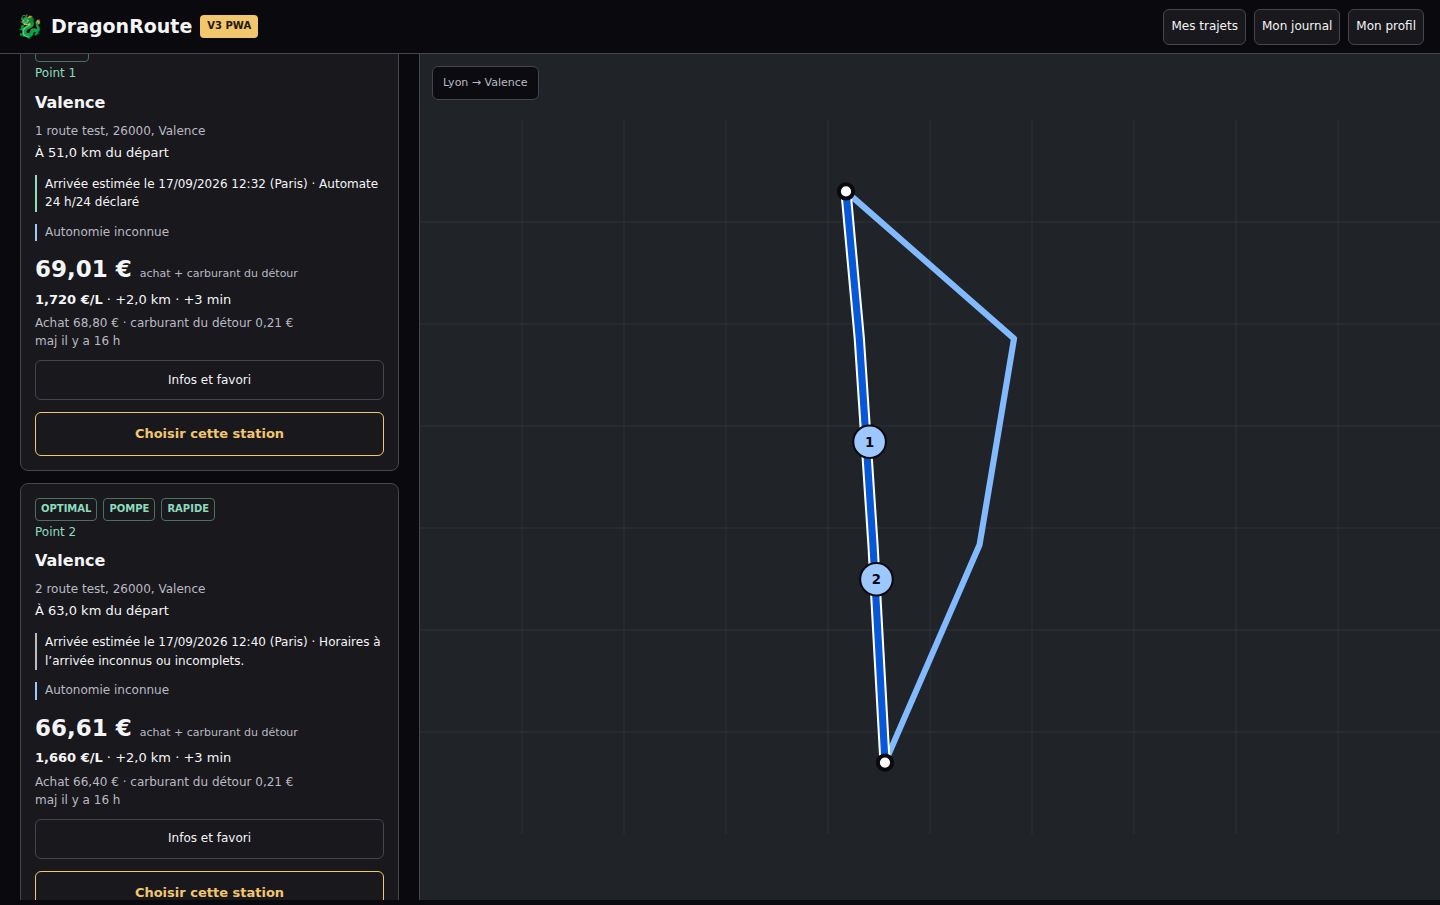 DragonRoute
V3 PWA
Mes trajets
Mon journal
Mon profil
Point 1
Valence
1 route test, 26000, Valence
À 51,0 km du départ
Arrivée estimée le 17/09/2026 12:32 (Paris) · Automate
24 h/24 déclaré
Autonomie inconnue
69,01 € achat + carburant du détour
1,720 €/L · +2,0 km · +3 min
Achat 68,80 € · carburant du détour 0,21 €
maj il y a 16 h
Infos et favori
Choisir cette station
OPTIMAL POMPE RAPIDE
Point 2
Valence
2 route test, 26000, Valence
À 63,0 km du départ
Arrivée estimée le 17/09/2026 12:40 (Paris) · Horaires à
l’arrivée inconnus ou incomplets.
Autonomie inconnue
66,61 € achat + carburant du détour
1,660 €/L · +2,0 km · +3 min
Achat 66,40 € · carburant du détour 0,21 €
maj il y a 16 h
Infos et favori
Choisir cette station
Lyon → Valence
1
2